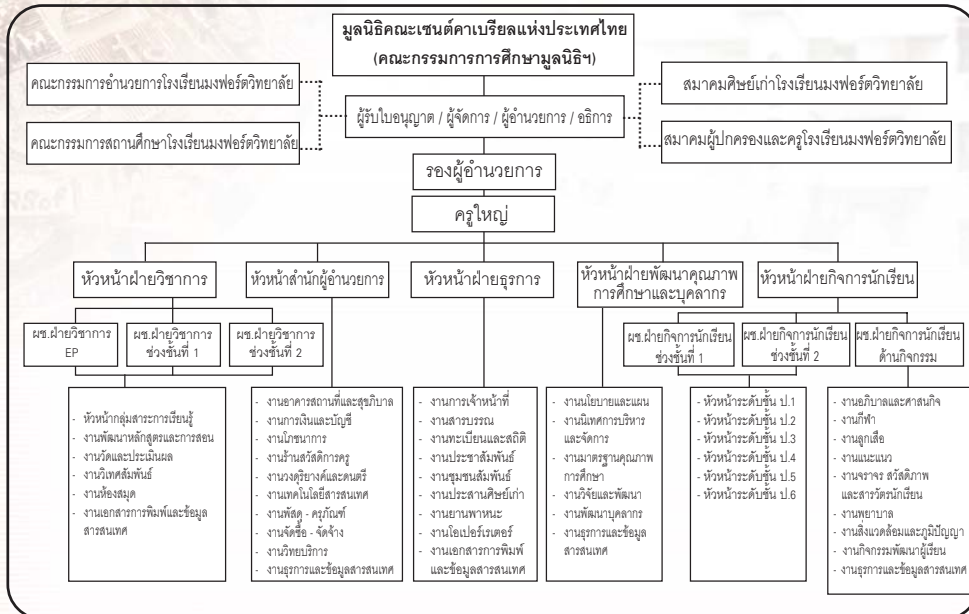 มูลนิธิคณะเซนต์คาเบรียลแห่งประเทศไทย
(คณะกรรมการการศึกษามูลนิธิฯ)
คณะกรรมการอำนวยการโรงเรียนมงฟอร์ตวิทยาลัย
สมาคมศิษย์เก่าโรงเรียนมงฟอร์ตวิทยาลัย
ผู้รับใบอนุญาต / ผู้จัดการ / ผู้อำนวยการ / อธิการ
คณะกรรมการสถานศึกษาโรงเรียนมงฟอร์ตวิทยาลัย
สมาคมผู้ปกครองและครูโรงเรียนมงฟอร์ตวิทยาลัย
รองผู้อำนวยการ
ครูใหญ่
หัวหน้าฝ่ายวิชาการ
หัวหน้าสำนักผู้อำนวยการ
หัวหน้าฝ่ายธุรการ
หัวหน้าฝ่ายพัฒนาคุณภาพ
การศึกษาและบุคลากร
หัวหน้าฝ่ายกิจการนักเรียน
ผช.ฝ่ายวิชาการ
EP
ผช.ฝ่ายวิชาการ
ช่วงชั้นที่ 1
ผช.ฝ่ายวิชาการ
ช่วงชั้นที่ 2
ผช.ฝ่ายกิจการนักเรียน
ช่วงชั้นที่ 1
ผช.ฝ่ายกิจการนักเรียน
ช่วงชั้นที่ 2
ผช.ฝ่ายกิจการนักเรียน
ด้านกิจกรรม
- หัวหน้ากลุ่มสาระการเรียนรู้
- งานพัฒนาหลักสูตรและการสอน
- งานวัดและประเมินผล
- งานวิเทศสัมพันธ์
- งานห้องสมุด
- งานเอกสารการพิมพ์และข้อมูล
สารสนเทศ
- งานอาคารสถานที่และสุขาภิบาล
- งานการเงินและบัญชี
- งานโภชนาการ
- งานร้านสวัสดิการครู
- งานวงดุริยางค์และดนตรี
- งานเทคโนโลยีสารสนเทศ
- งานพัสดุ - ครุภัณฑ์
- งานจัดซื้อ - จัดจ้าง
- งานวิทยบริการ
- งานธุรการและข้อมูลสารสนเทศ
- งานการเจ้าหน้าที่
- งานสารบรรณ
- งานทะเบียนและสถิติ
- งานประชาสัมพันธ์
- งานชุมชนสัมพันธ์
- งานประสานศิษย์เก่า
- งานยานพาหนะ
- งานโอเปอร์เรเตอร์
- งานเอกสารการพิมพ์
และข้อมูลสารสนเทศ
- งานนโยบายและแผน
- งานนิเทศการบริหาร
และจัดการ
- งานมาตรฐานคุณภาพ
การศึกษา
- งานวิจัยและพัฒนา
- งานพัฒนาบุคลากร
- งานธุรการและข้อมูล
สารสนเทศ
- หัวหน้าระดับชั้น ป.1
- หัวหน้าระดับชั้น ป.2
- หัวหน้าระดับชั้น ป.3
- หัวหน้าระดับชั้น ป.4
- หัวหน้าระดับชั้น ป.5
- หัวหน้าระดับชั้น ป.6
- งานอภิบาลและศาสนกิจ
- งานกีฬา
- งานลูกเสือ
- งานแนะแนว
- งานจราจร สวัสดิภาพ
และสารวัตรนักเรียน
- งานพยาบาล
- งานสิ่งแวดล้อมและภูมิปัญญา
- งานกิจกรรมพัฒนาผู้เรียน
- งานธุรการและข้อมูลสารสนเทศ